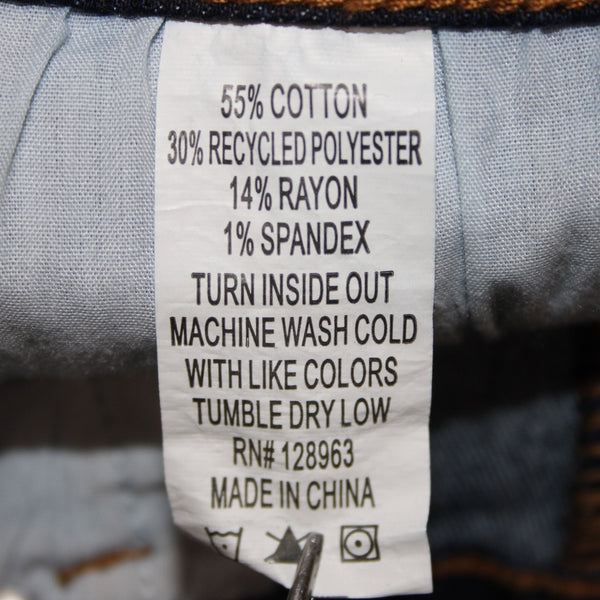 55% COTTON
30% RECYCLED POLYESTER
14% RAYON
1% SPANDEX
TURN INSIDE OUT
MACHINE WASH COLD
WITH LIKE COLORS
TUMBLE DRY LOW
RN# 128963
MADE IN CHINA